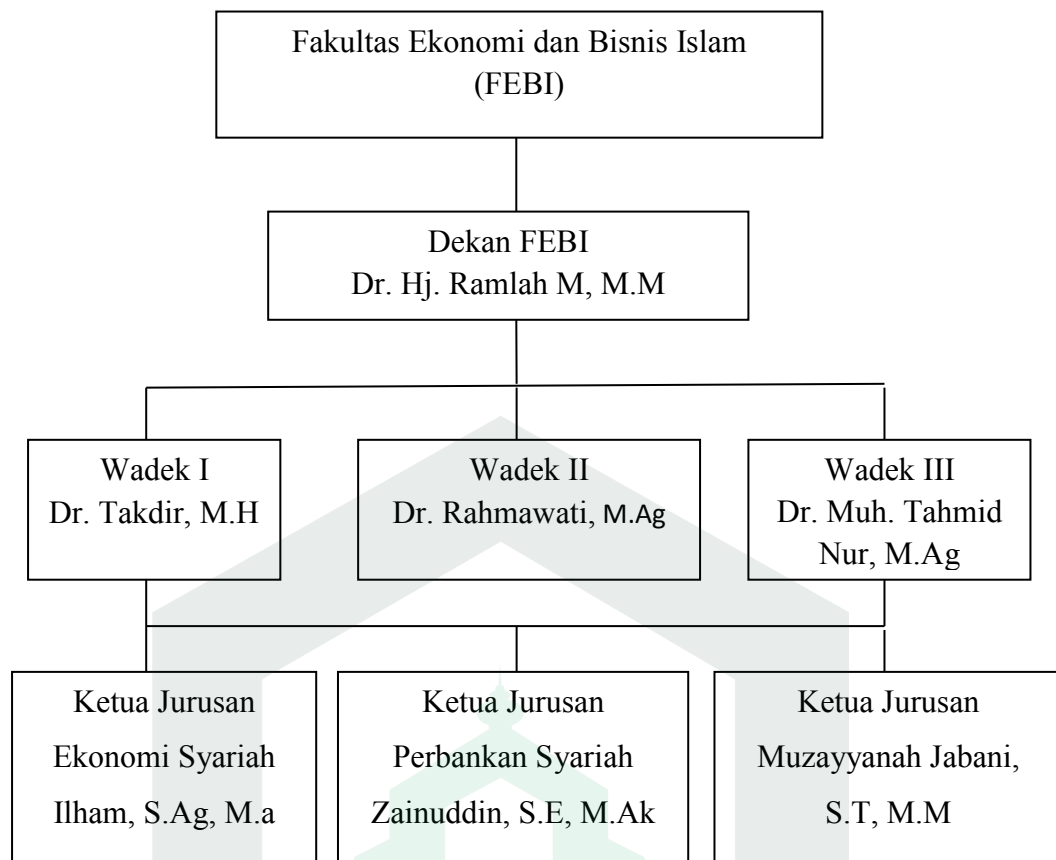 Fakultas Ekonomi dan Bisnis Islam
(FEBI)
Dekan FEBI
Dr. Hj. Ramlah M, M.M
Wadek I
Dr. Takdir, M.H
Wadek II
Dr. Rahmawati, M.Ag
Wadek III
Dr. Muh. Tahmid
Nur, M.Ag
Ketua Jurusan
Ekonomi Syariah
Ilham, S.Ag, M.a
Ketua Jurusan
Perbankan Syariah
Zainuddin, S.E, M.Ak
Ketua Jurusan
Muzayyanah Jabani,
S.T, M.M